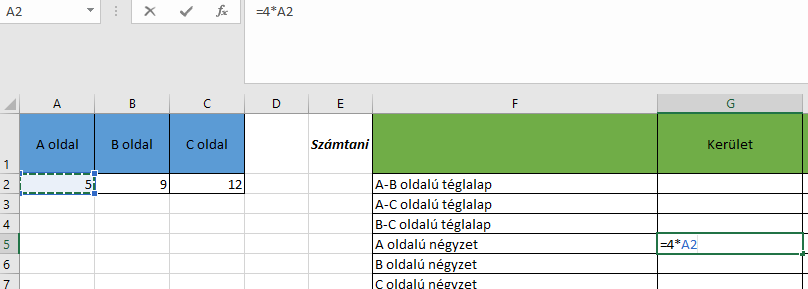 A2 =4*A2
A B C D E F G
1 A oldal B oldal C oldal Számtani Kerület
2 5 9 12 A-B oldalú téglalap
3 A-C oldalú téglalap
4 B-C oldalú téglalap
5 A oldalú négyzet =4*A2
6 B oldalú négyzet
7 C oldalú négyzet